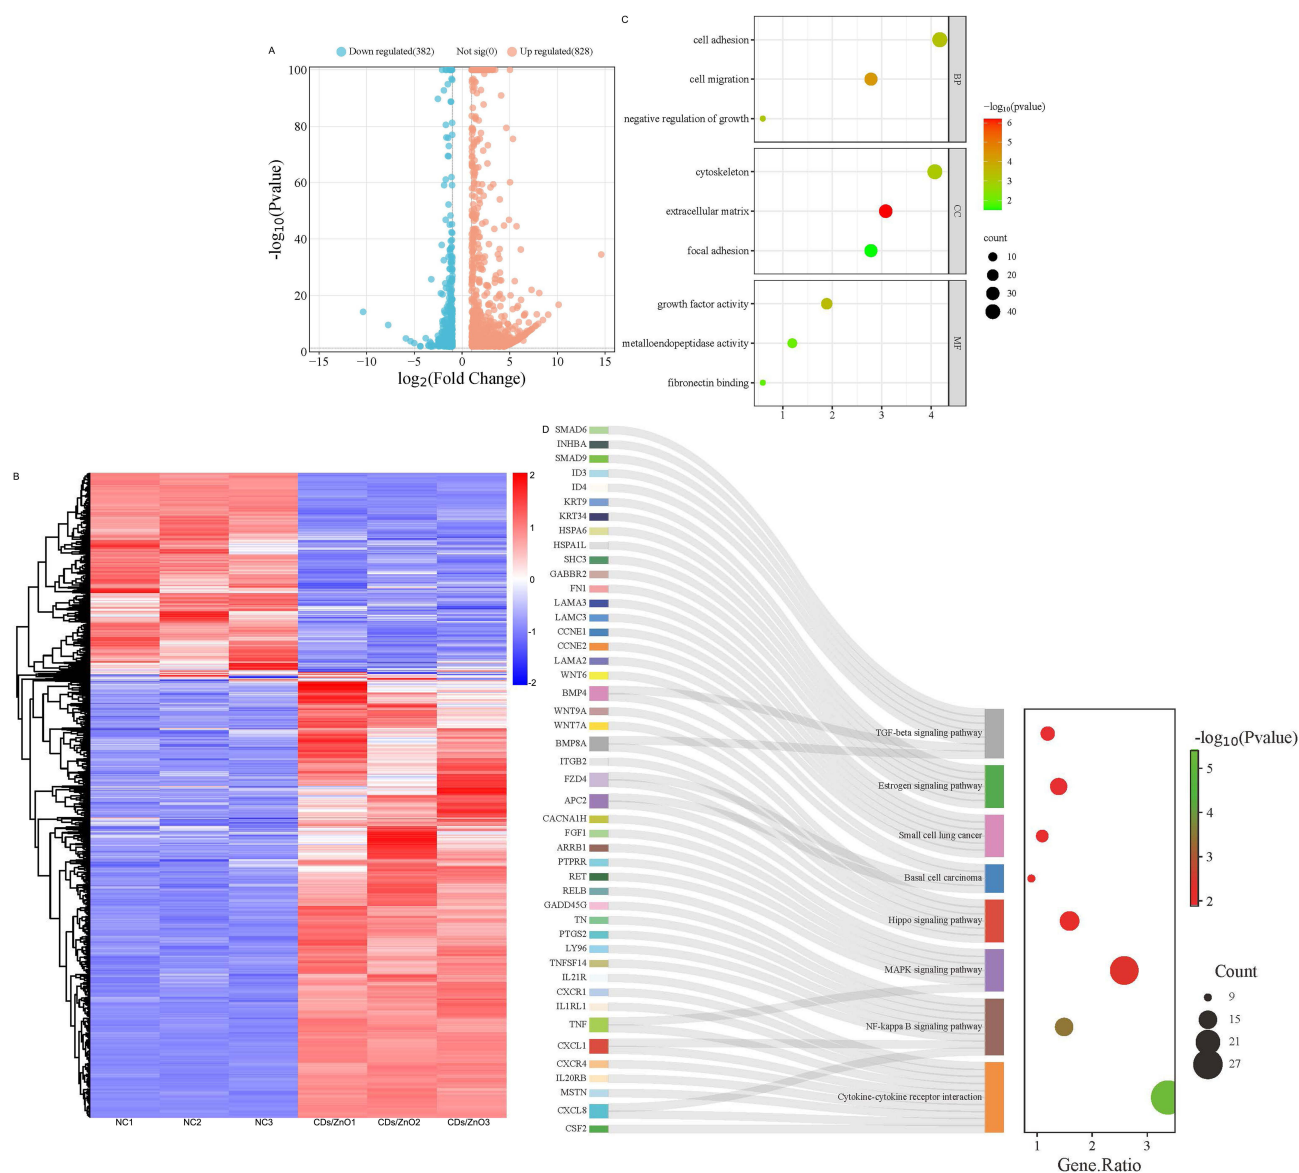 A
Down regulated(382) Not sig(0) Up regulated(828)
100
80
60
40
20
0
-log10(Pvalue)
−15 −10 −5 0 5 10 15
log2(Fold Change)
C
cell adhesion
cell migration
negative regulation of growth
BP
cytoskeleton
extracellular matrix
focal adhesion
CC
growth factor activity
metalloendopeptidase activity
fibronectin binding
MF
1 2 3 4
−log10(pvalue)
6
5
4
3
2
count
10
20
30
40
B
2
1
0
-1
-2
NC1 NC2 NC3 CDs/ZnO1 CDs/ZnO2 CDs/ZnO3
D
SMAD6
INHBA
SMAD9
ID3
ID4
KRT9
KRT34
HSPA6
HSPA1L
SHC3
GABBR2
FN1
LAMA3
LAMC3
CCNE1
CCNE2
LAMA2
WNT6
BMP4
WNT9A
WNT7A
BMP8A
ITGB2
FZD4
APC2
CACNA1H
FGF1
ARRB1
PTPRR
RET
RELB
GADD45G
TN
PTGS2
LY96
TNFSF14
IL21R
CXCR1
IL1RL1
TNF
CXCL1
CXCR4
IL20RB
MSTN
CXCL8
CSF2
TGF-beta signaling pathway
Estrogen signaling pathway
Small cell lung cancer
Basal cell carcinoma
Hippo signaling pathway
MAPK signaling pathway
NF-kappa B signaling pathway
Cytokine-cytokine receptor interaction
1 2 3
Gene.Ratio
-log10(Pvalue)
5
4
3
2
Count
9
15
21
27